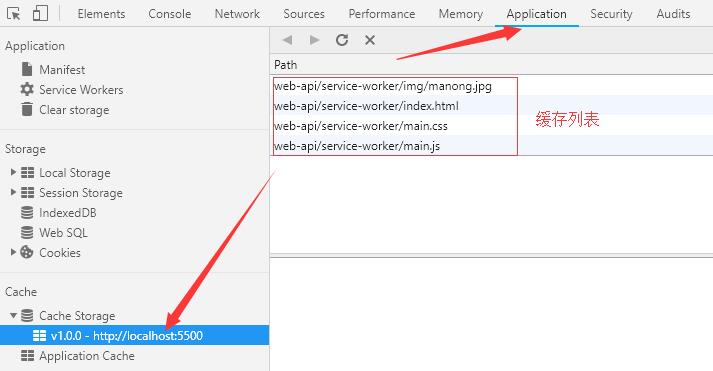 Elements Console Network Sources Performance Memory Application Security Audits
Application
Manifest
Service Workers
Clear storage
Storage
Local Storage
Session Storage
IndexedDB
Web SQL
Cookies
Cache
Cache Storage
v1.0.0 - http://localhost:5500
Application Cache
Path
web-api/service-worker/img/manong.jpg
web-api/service-worker/index.html
web-api/service-worker/main.css
web-api/service-worker/main.js
缓存列表